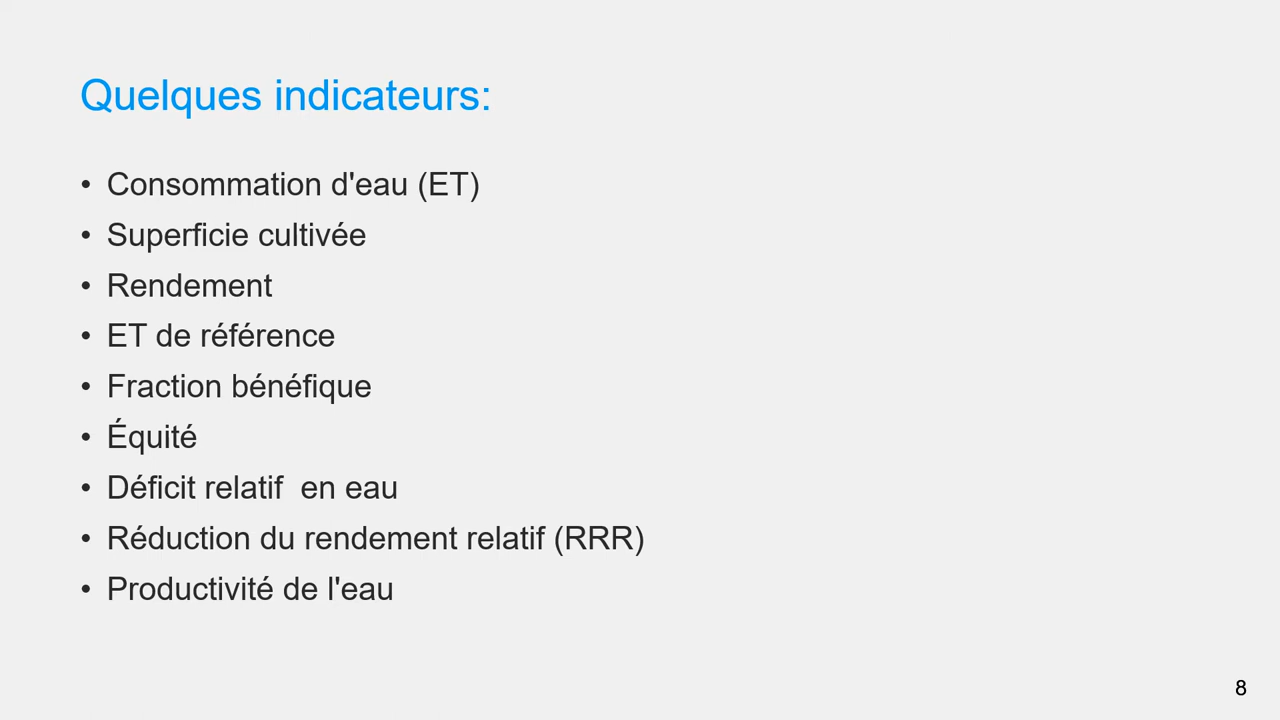 Quelques indicateurs:
• Consommation d'eau (ET)
• Superficie cultivée
• Rendement
• ET de référence
• Fraction bénéfique
• Équité
• Déficit relatif  en eau
• Réduction du rendement relatif (RRR)
• Productivité de l'eau
8